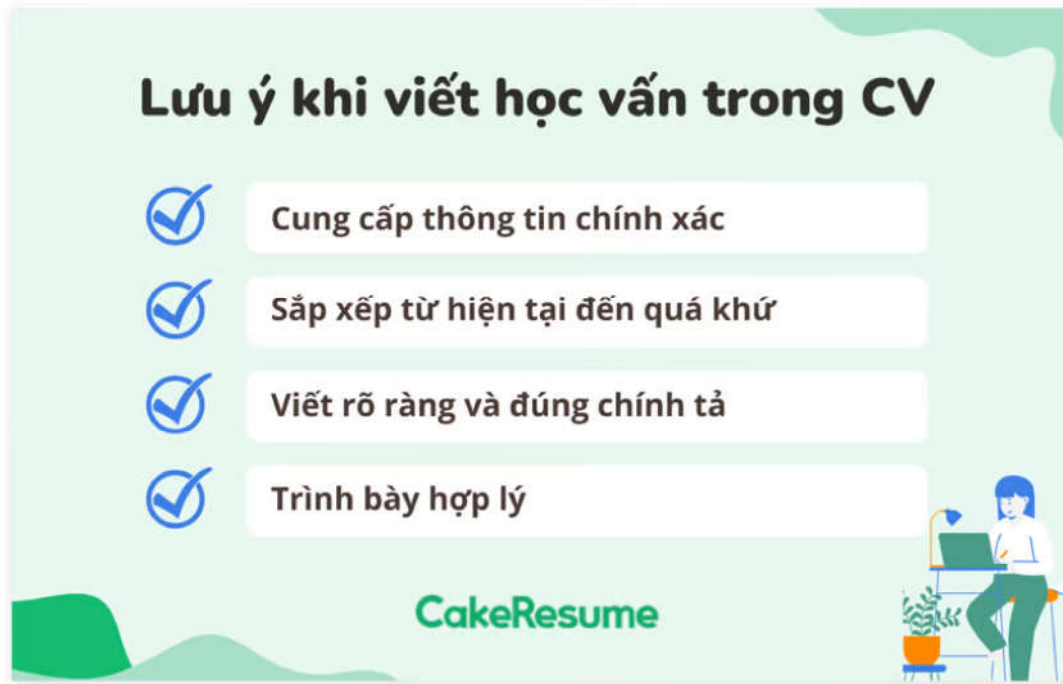 Lưu ý khi viết học vấn trong CV
Cung cấp thông tin chính xác
Sắp xếp từ hiện tại đến quá khứ
Viết rõ ràng và đúng chính tả
Trình bày hợp lý
CakeResume